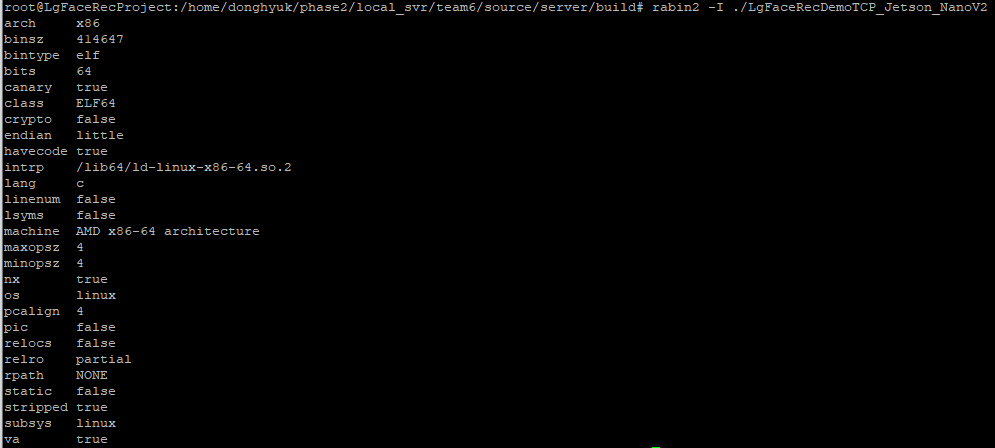 root@LgFaceRecProject:/home/donghyuk/phase2/local_svr/team6/source/server/build# rabin2 -I ./LgFaceRecDemoTCP_Jetson_NanoV2
arch x86
binsz 414647
bintype elf
bits 64
canary true
class ELF64
crypto false
endian little
havecode true
intrp /lib64/ld-linux-x86-64.so.2
lang c
linenum false
lsyms false
machine AMD x86-64 architecture
maxopsz 4
minopsz 4
nx true
os linux
pcalign 4
pic false
relocs false
relro partial
rpath NONE
static false
stripped true
subsys linux
va true